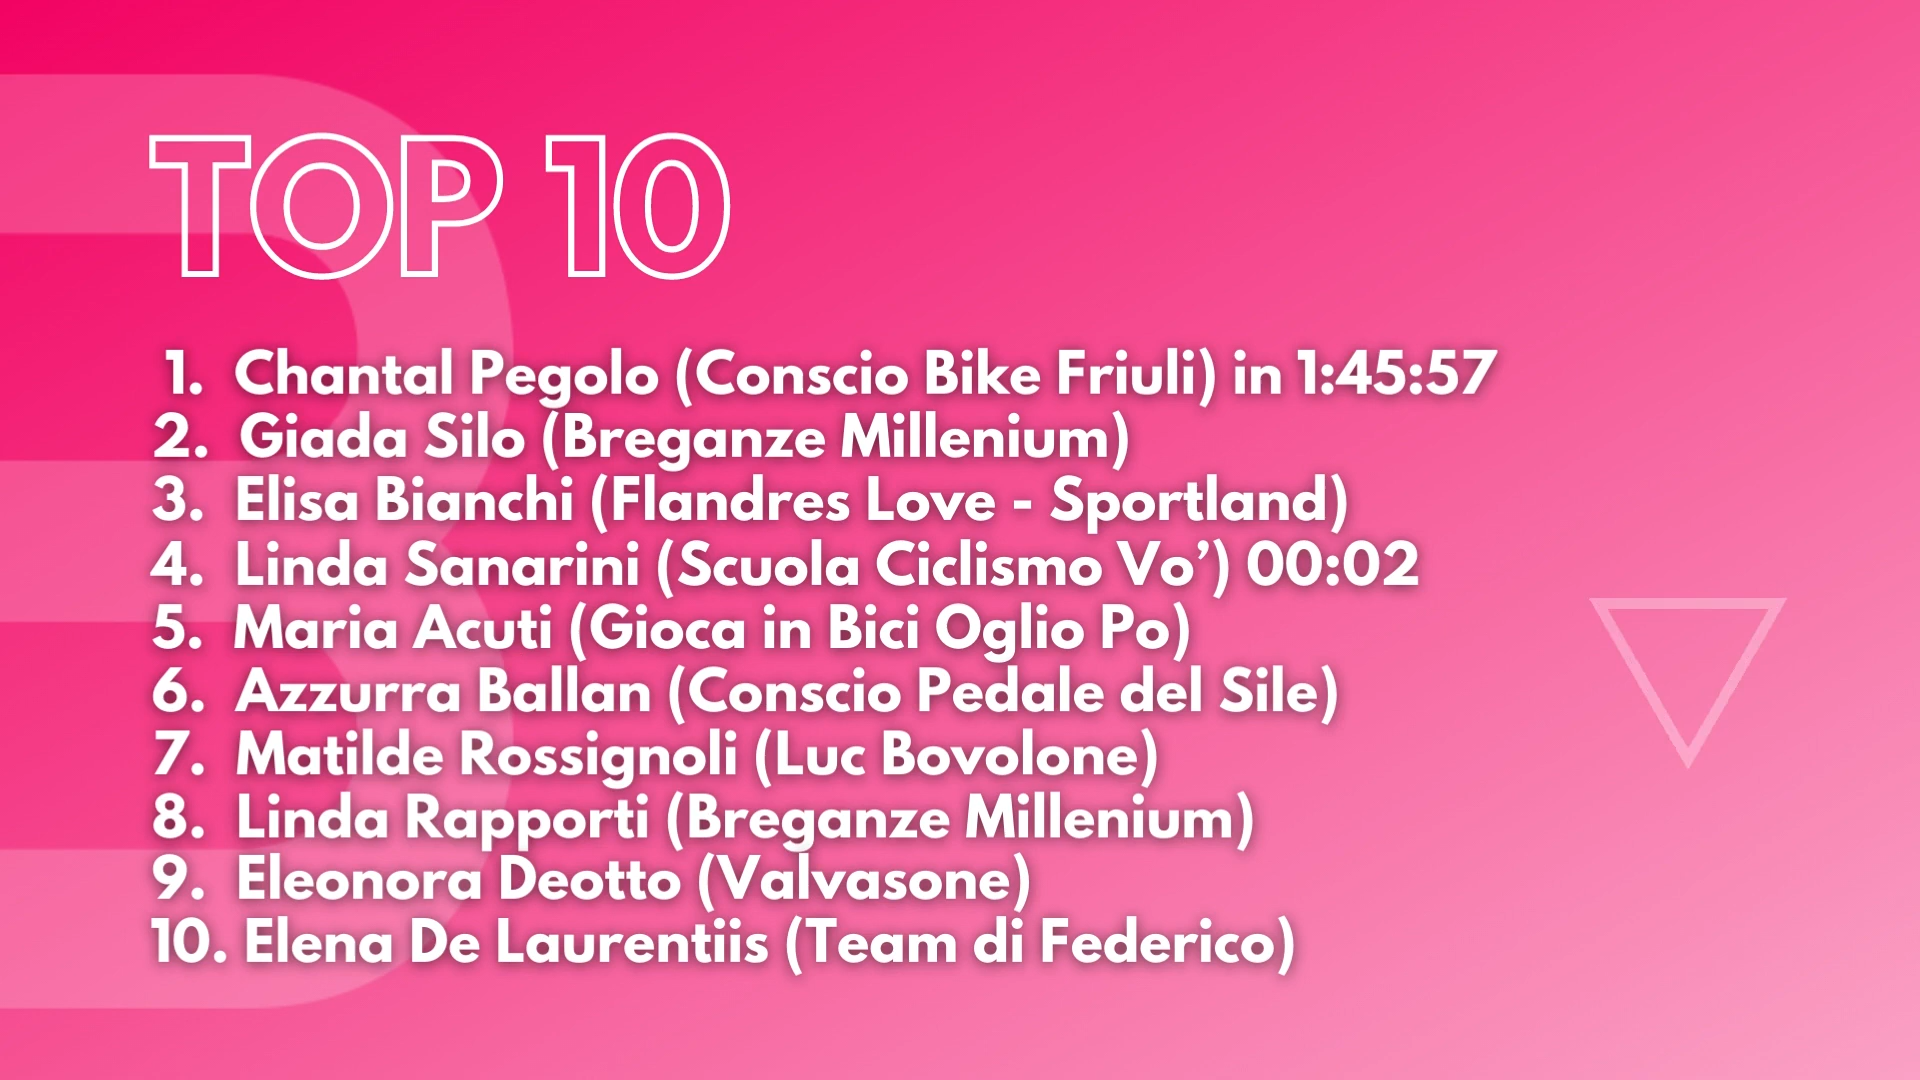 TOP 10
1. Chantal Pegolo (Conscio Bike Friuli) in 1:45:57
2. Giada Silo (Breganze Millenium)
3. Elisa Bianchi (Flandres Love - Sportland)
4. Linda Sanarini (Scuola Ciclismo Vo’) 00:02
5. Maria Acuti (Gioca in Bici Oglio Po)
6. Azzurra Ballan (Conscio Pedale del Sile)
7. Matilde Rossignoli (Luc Bovolone)
8. Linda Rapporti (Breganze Millenium)
9. Eleonora Deotto (Valvasone)
10. Elena De Laurentiis (Team di Federico)